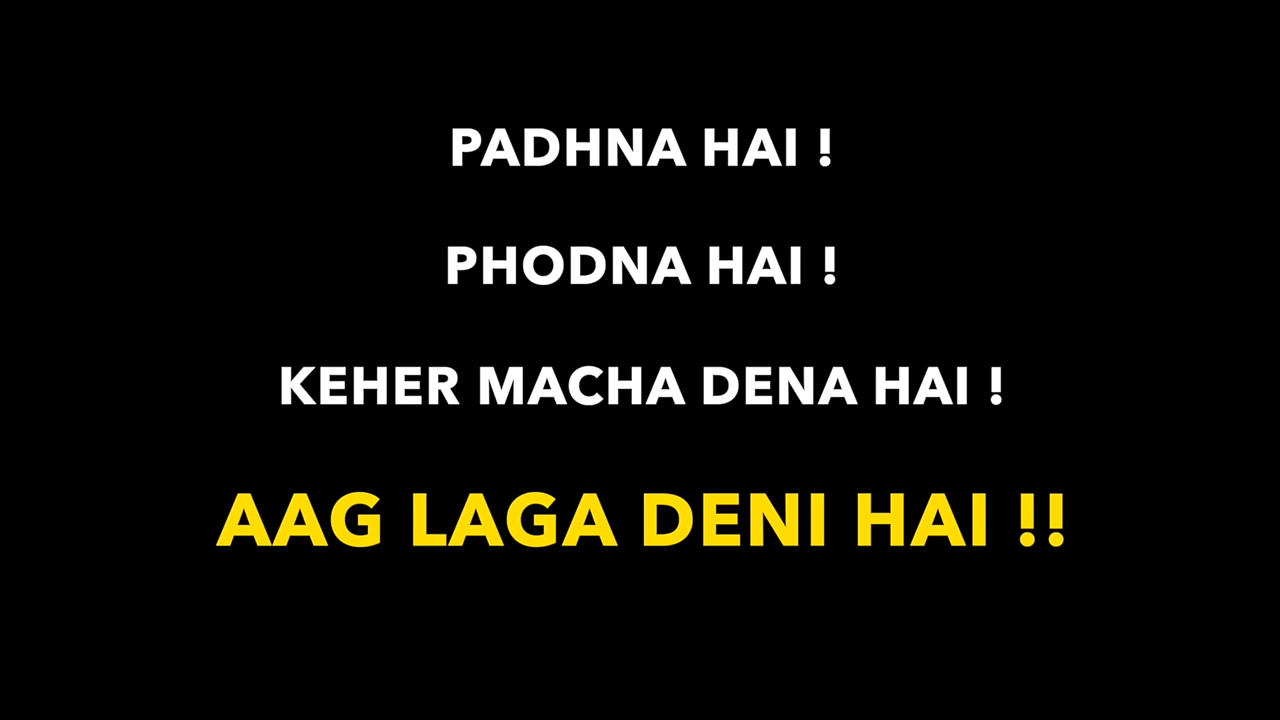 PADHNA HAI !
PHODNA HAI !
KEHER MACHA DENA HAI !
AAG LAGA DENI HAI !!